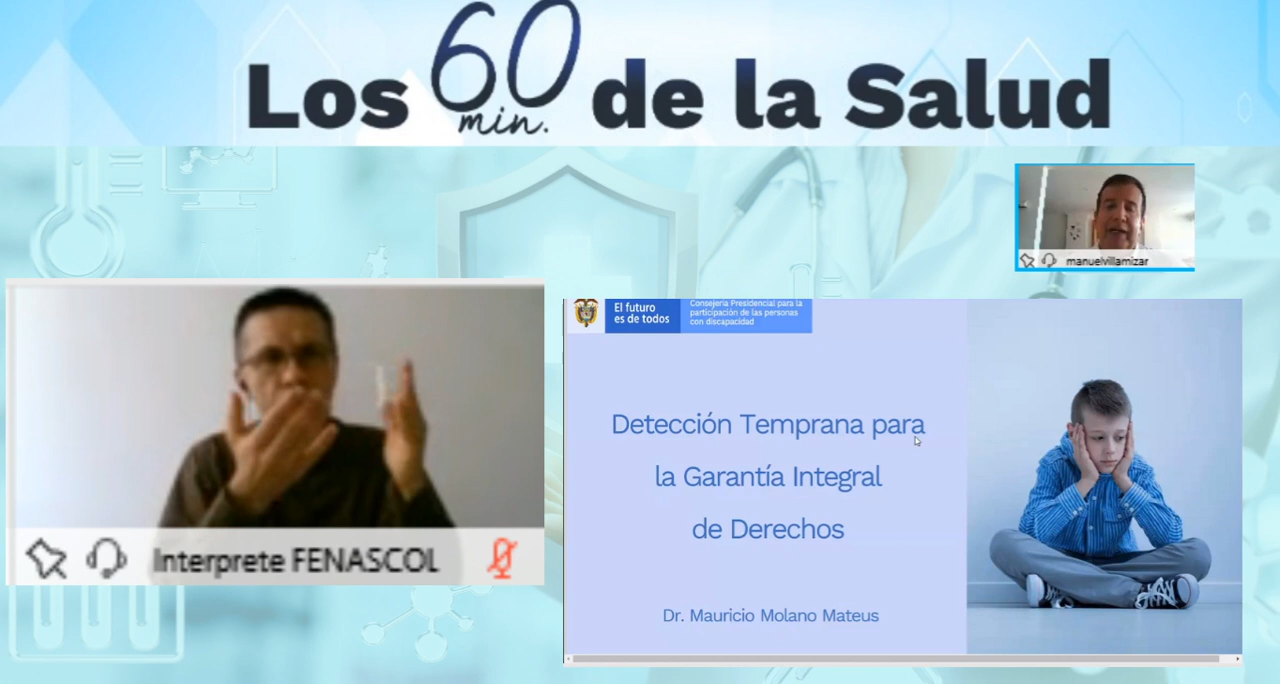 Los 60 min. de la Salud
manuelvillamizar
El futuro
es de todos
Consejería Presidencial para la
participación de las personas
con discapacidad
Detección Temprana para
la Garantía Integral
de Derechos
Dr. Mauricio Molano Mateus
Interprete FENASCOL